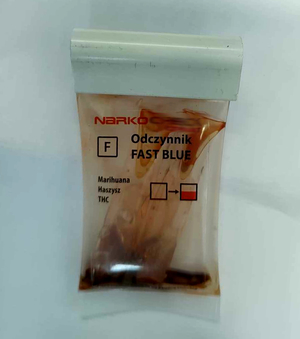 NARKO
F
Odczynnik
FAST BLUE
Marihuana
Haszysz
THC